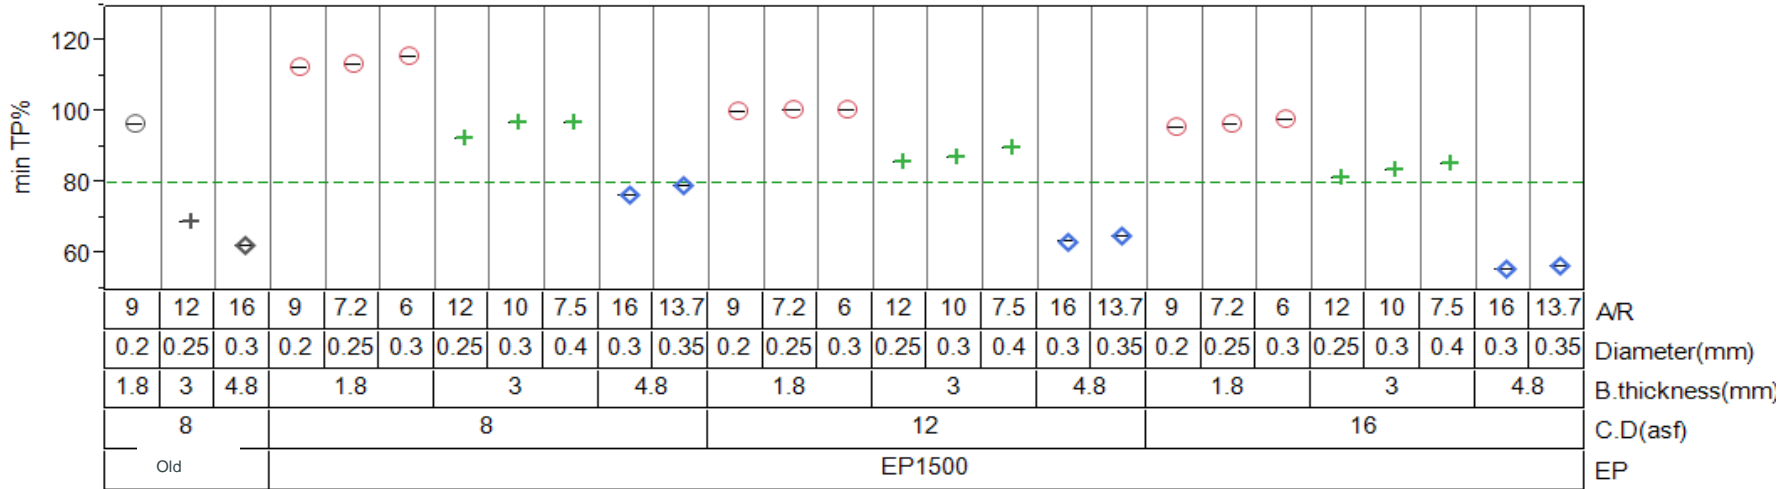 120
100
80
60
min TP%
9 12 16 9 7.2 6 12 10 7.5 16 13.7 9 7.2 6 12 10 7.5 16 13.7 9 7.2 6 12 10 7.5 16 13.7 A/R
0.2 0.25 0.3 0.2 0.25 0.3 0.25 0.3 0.4 0.3 0.35 0.2 0.25 0.3 0.25 0.3 0.4 0.3 0.35 0.2 0.25 0.3 0.25 0.3 0.4 0.3 0.35 Diameter(mm)
1.8 3 4.8 1.8 3 4.8 1.8 3 4.8 1.8 3 4.8 B.thickness(mm)
8 8 12 16 C.D(asf)
Old EP1500 EP